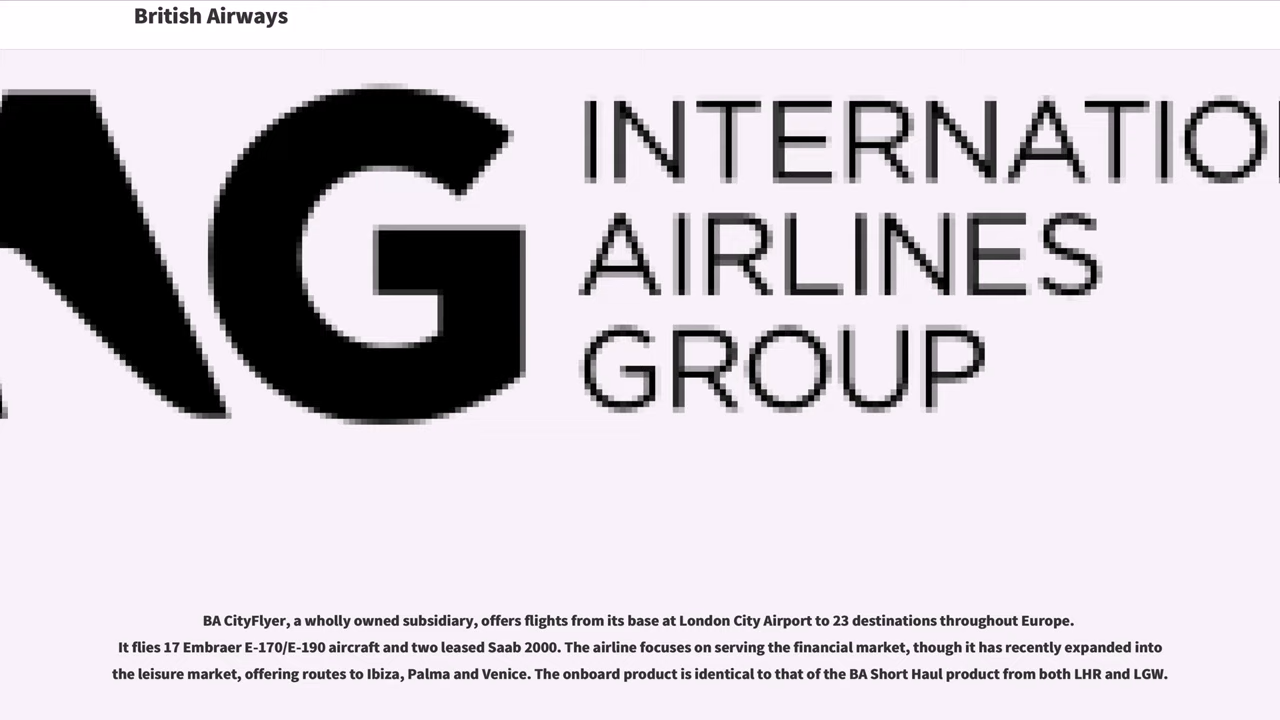 British Airways
AG
INTERNATIO
AIRLINES
GROUP
BA CityFlyer, a wholly owned subsidiary, offers flights from its base at London City Airport to 23 destinations throughout Europe.
It flies 17 Embraer E-170/E-190 aircraft and two leased Saab 2000. The airline focuses on serving the financial market, though it has recently expanded into
the leisure market, offering routes to Ibiza, Palma and Venice. The onboard product is identical to that of the BA Short Haul product from both LHR and LGW.